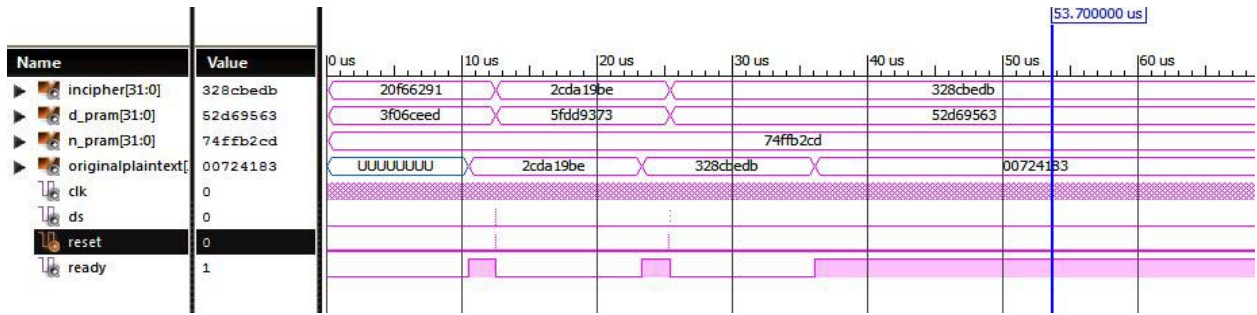 53.700000 us
Name Value 0 us 10 us 20 us 30 us 40 us 50 us 60 us
incipher[31:0] 328cbedb 20f66291 2cda19be 328cbedb
d_pram[31:0] 52d69563 3f06ceed 5fdd9373 52d69563
n_pram[31:0] 74ffb2cd 74ffb2cd
originalplaintext[. 00724183 UUUUUUUU 2cda19be 328cbedb 00724183
clk 0
ds 0
reset 0
ready 1